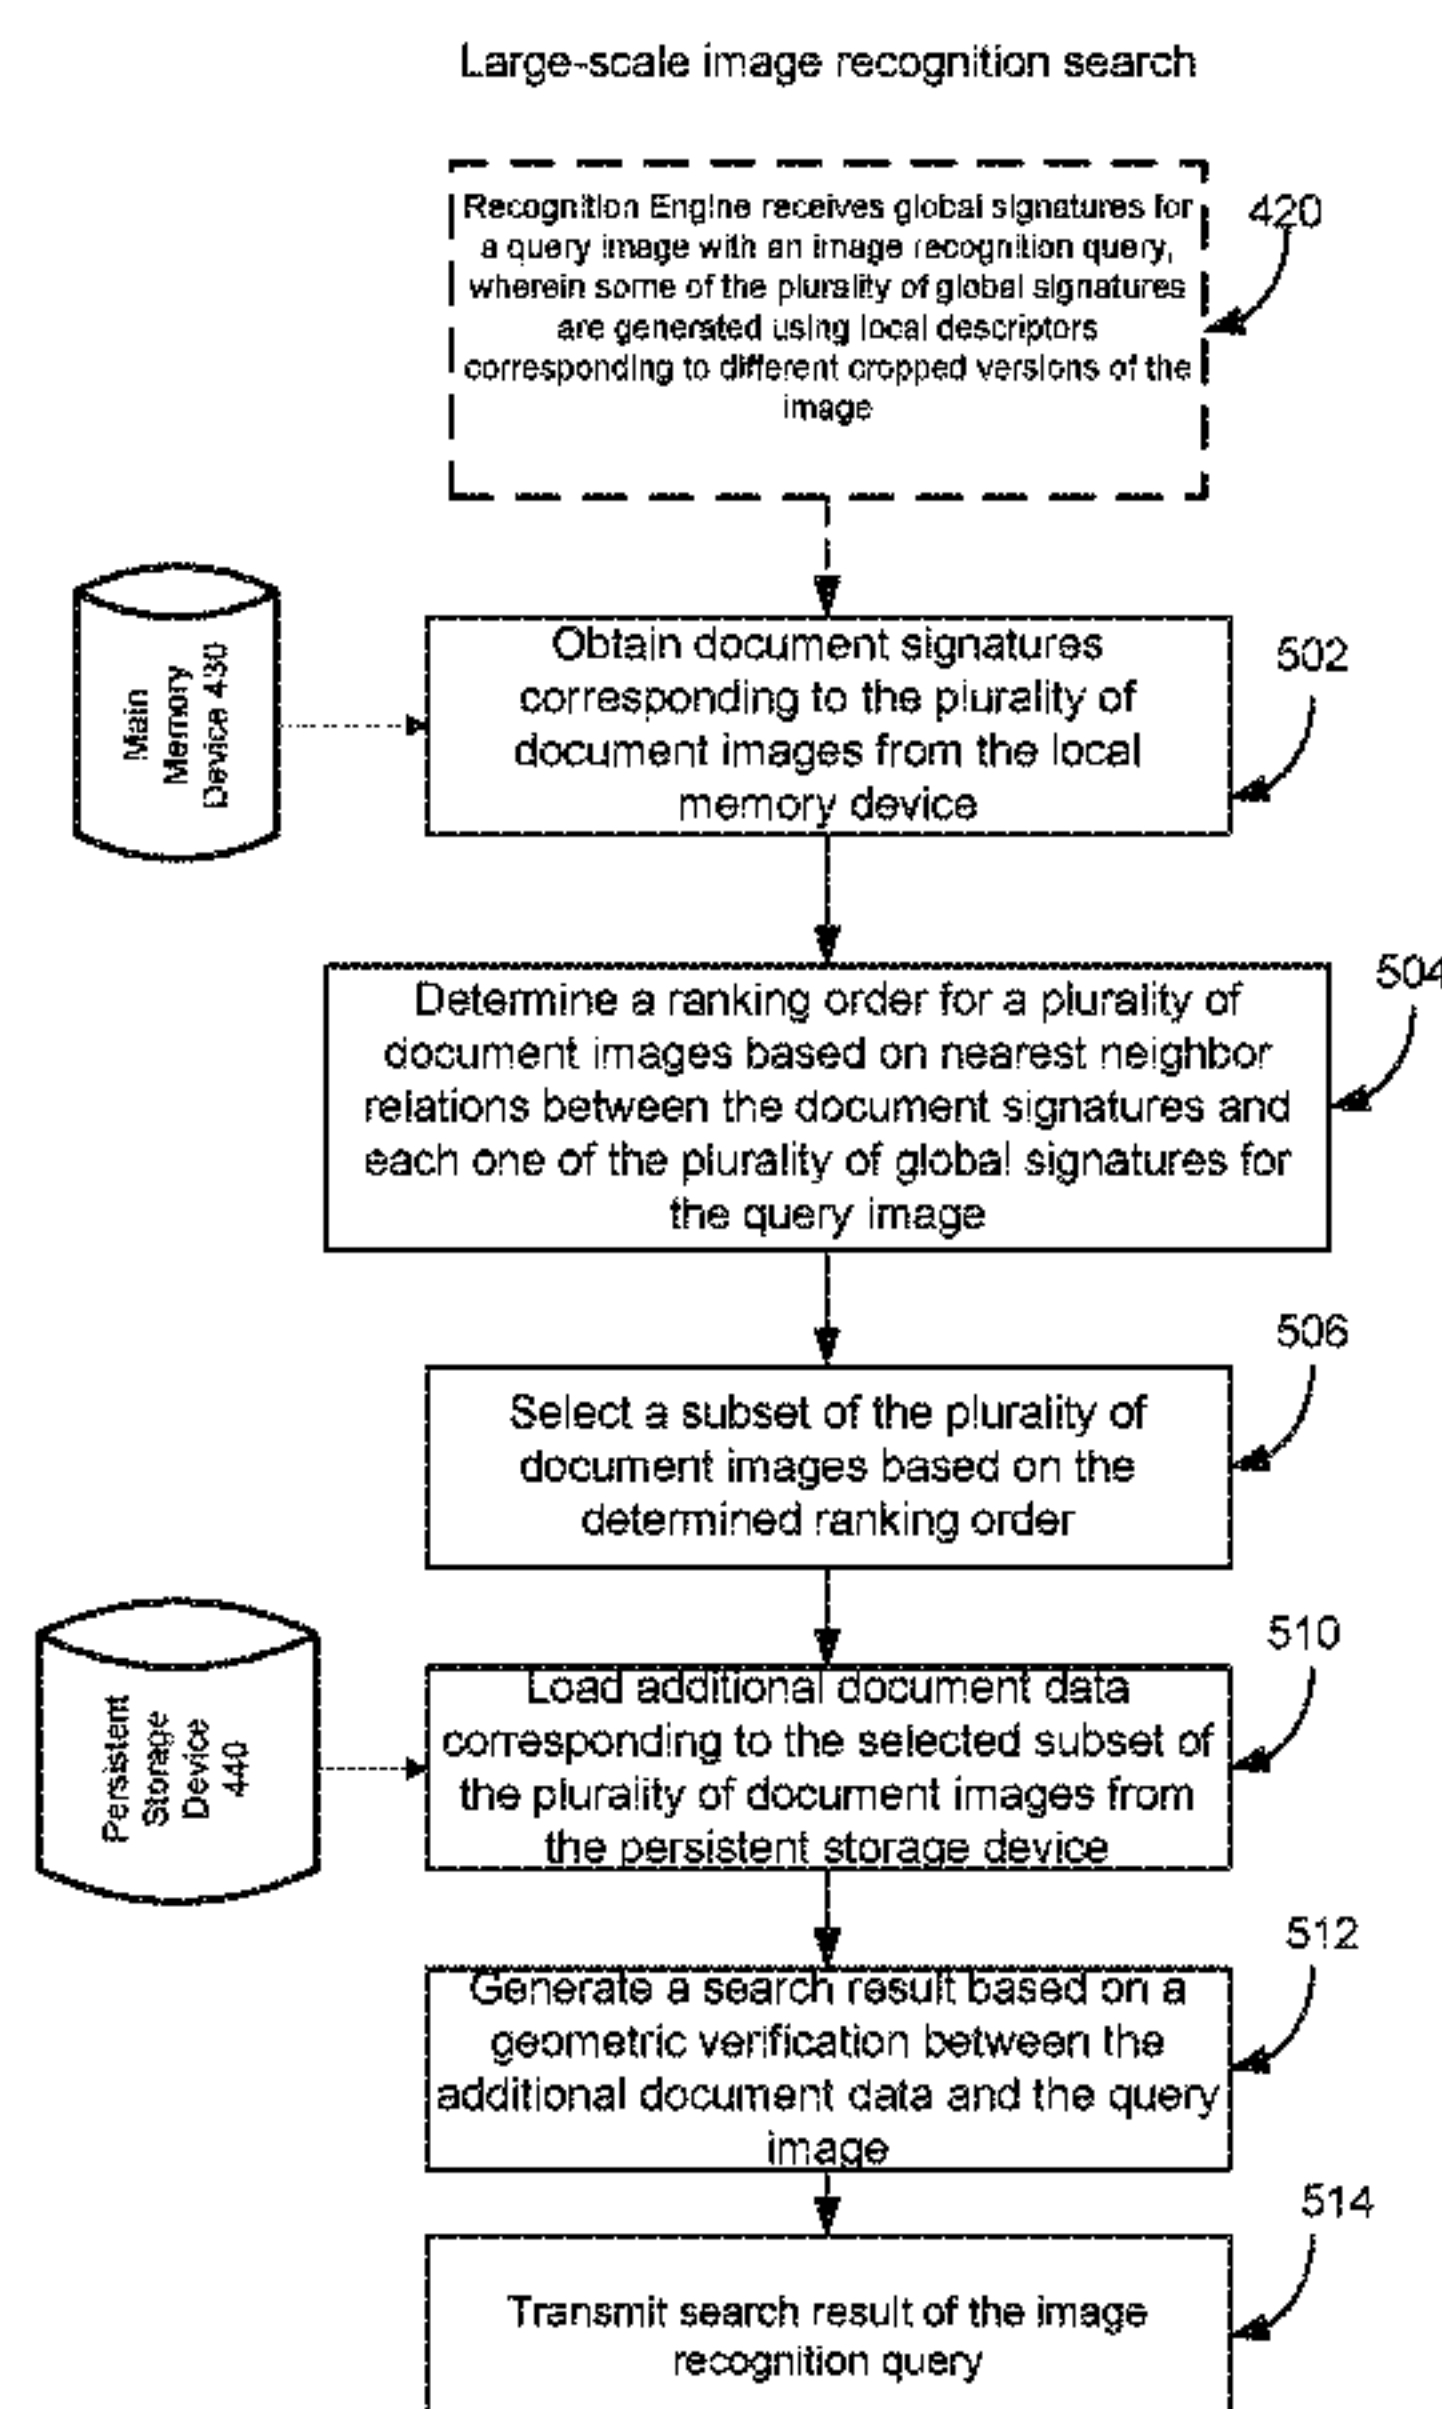 Large-scale image recognition search
Recognition Engine receives global signatures for
a query image with an image recognition query,
wherein some of the plurality of global signatures
are generated using local descriptors
corresponding to different cropped versions of the
image
420
Main
Memory
Device 430
Obtain document signatures
corresponding to the plurality of
document images from the local
memory device
502
Determine a ranking order for a plurality of
document images based on nearest neighbor
relations between the document signatures and
each one of the plurality of global signatures for
the query image
504
Select a subset of the plurality of
document images based on the
determined ranking order
506
Persistent
Storage
Device
440
Load additional document data
corresponding to the selected subset of
the plurality of document images from
the persistent storage device
510
Generate a search result based on a
geometric verification between the
additional document data and the query
image
512
Transmit search result of the image
recognition query
514